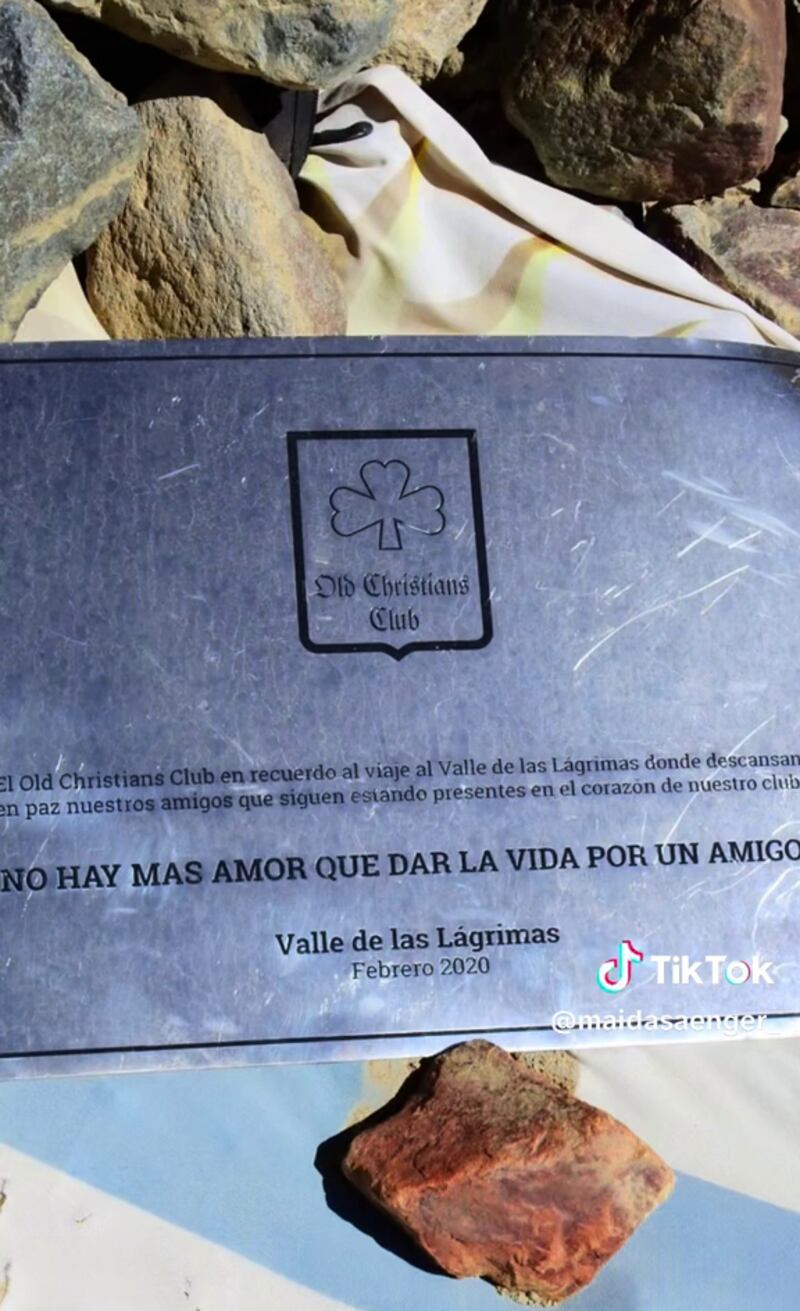 Old Christians
Club
El Old Christians Club en recuerdo al viaje al Valle de las Lágrimas donde descansan
en paz nuestros amigos que siguen estando presentes en el corazón de nuestro club
NO HAY MAS AMOR QUE DAR LA VIDA POR UN AMIGO
Valle de las Lágrimas
Febrero 2020
TikTok
@maidasaenger_